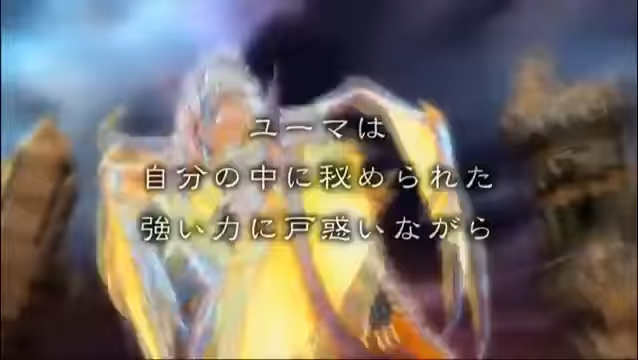 ユーマは
自分の中に秘められた
強い力に戸惑いながら